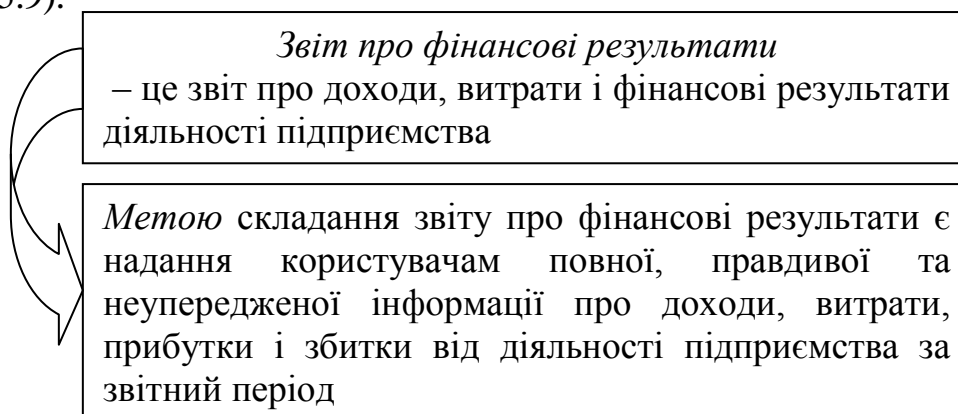 Звіт про фінансові результати
– це звіт про доходи, витрати і фінансові результати
діяльності підприємства
Метою складання звіту про фінансові результати є
надання користувачам повної, правдивої та
неупередженої інформації про доходи, витрати,
прибутки і збитки від діяльності підприємства за
звітний період